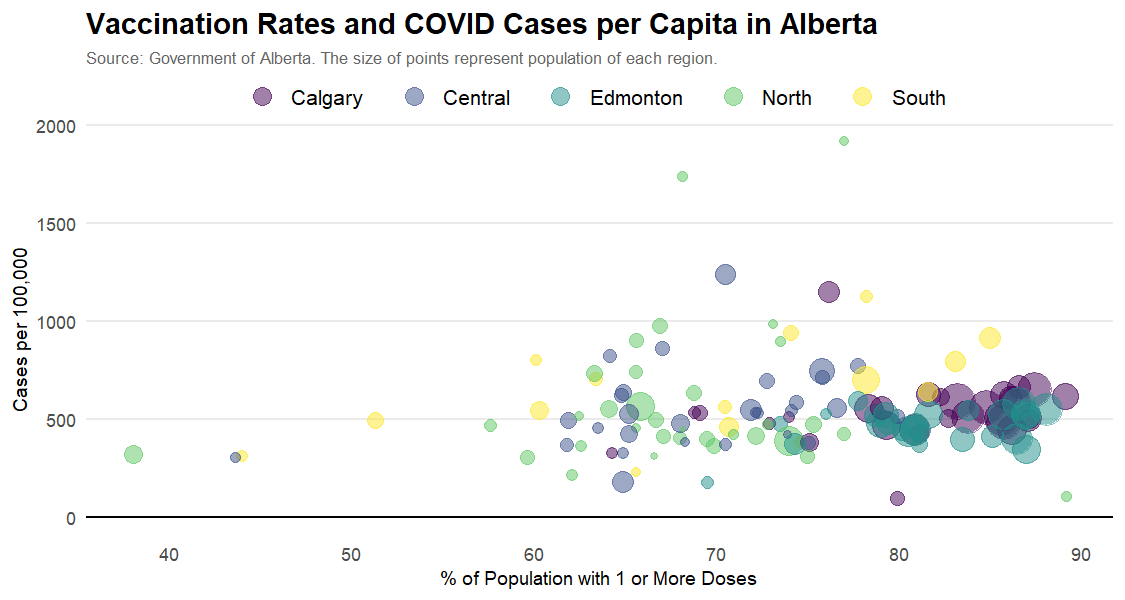 Vaccination Rates and COVID Cases per Capita in Alberta
Source: Government of Alberta. The size of points represent population of each region.
Calgary Central Edmonton North South
2000
1500
1000
500
0
Cases per 100,000
40 50 60 70 80 90
% of Population with 1 or More Doses